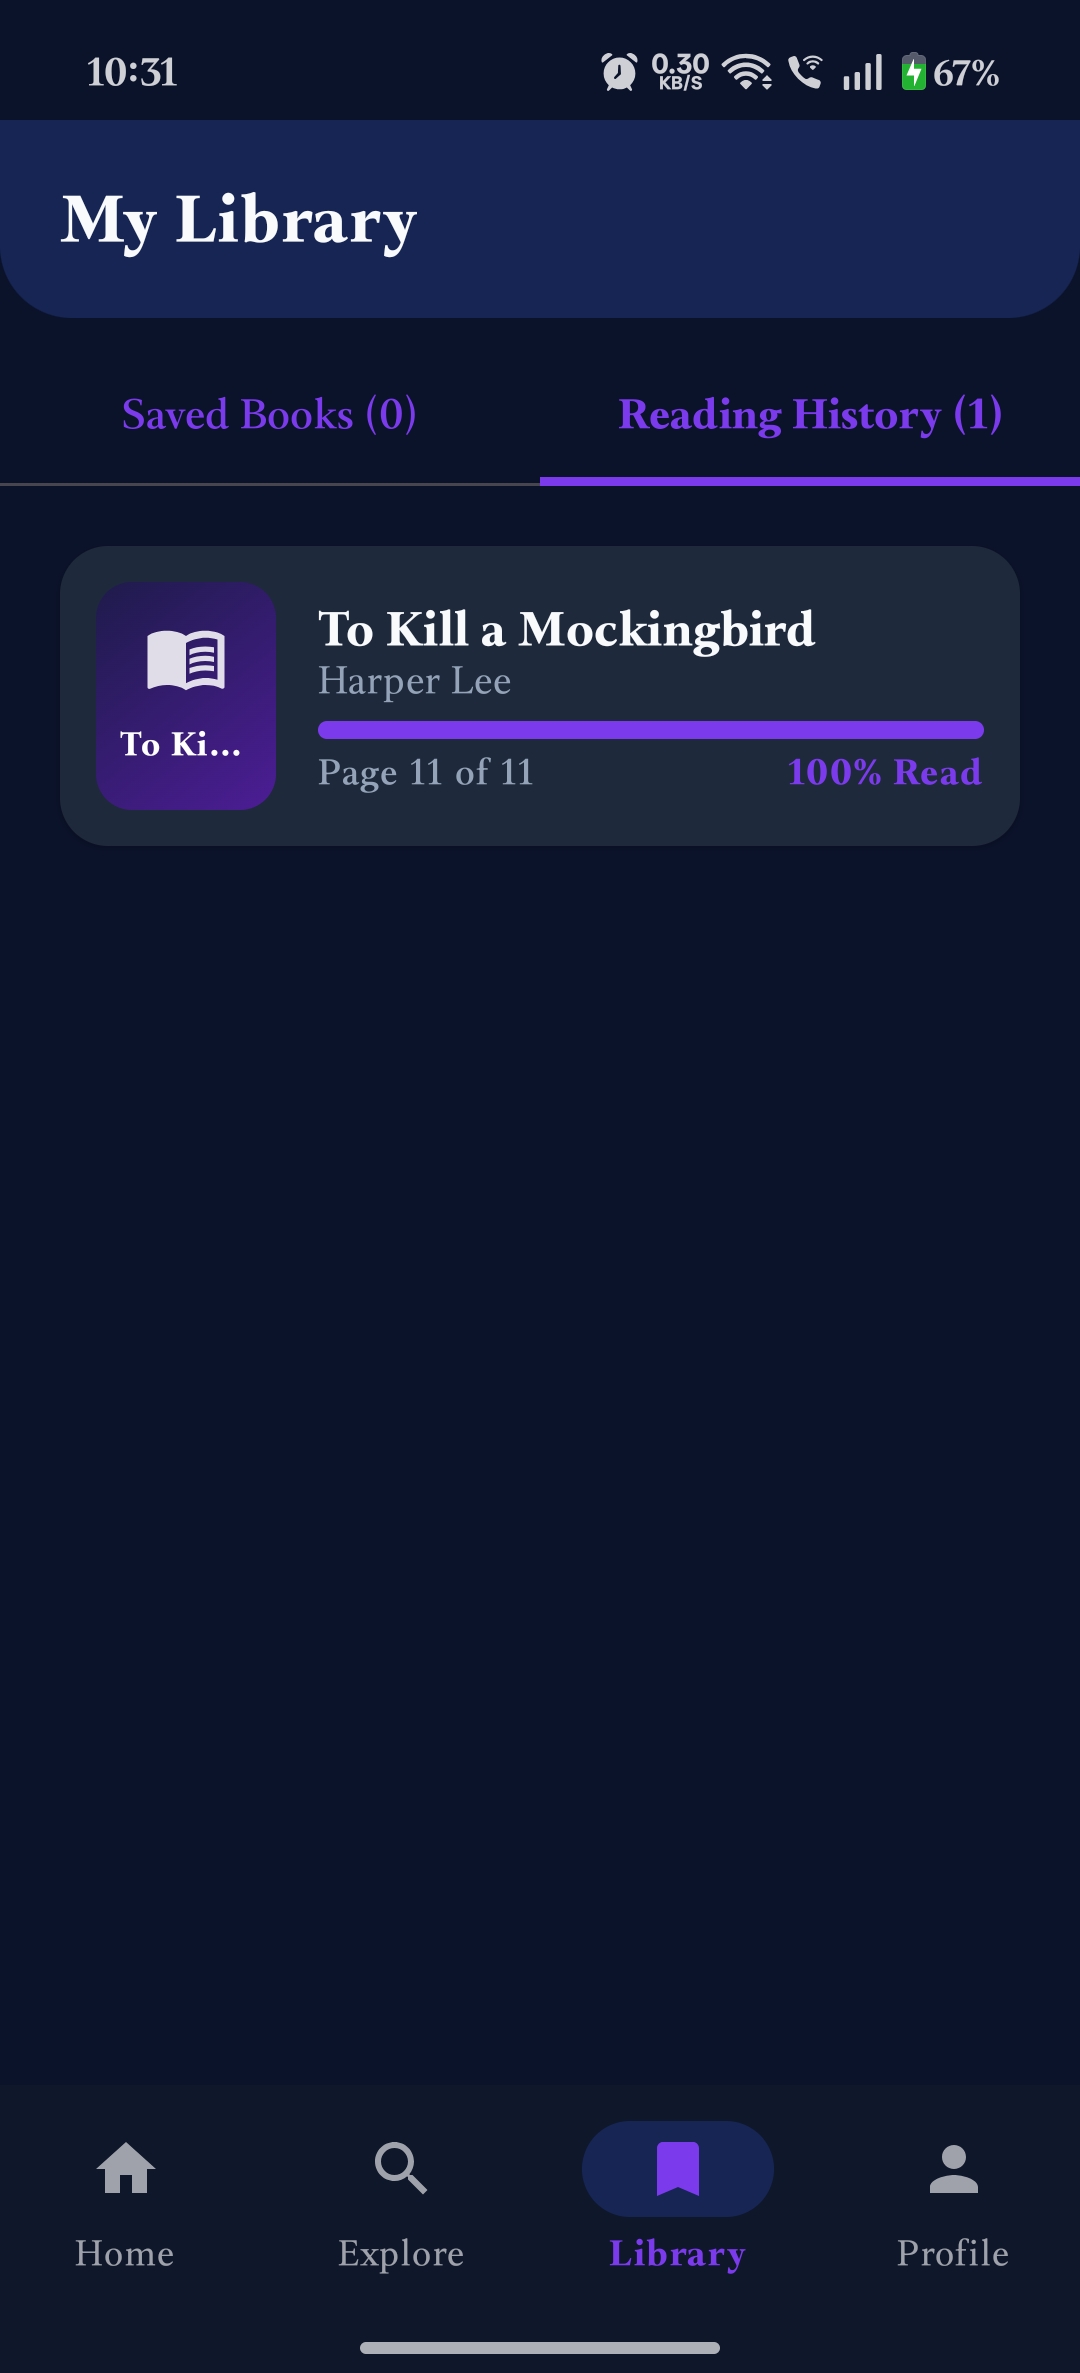 10:31
0.30
KB/S
67%
My Library
Saved Books (0)
Reading History (1)
To Kill a Mockingbird
Harper Lee
To Ki...
Page 11 of 11
100% Read
Home
Explore
Library
Profile